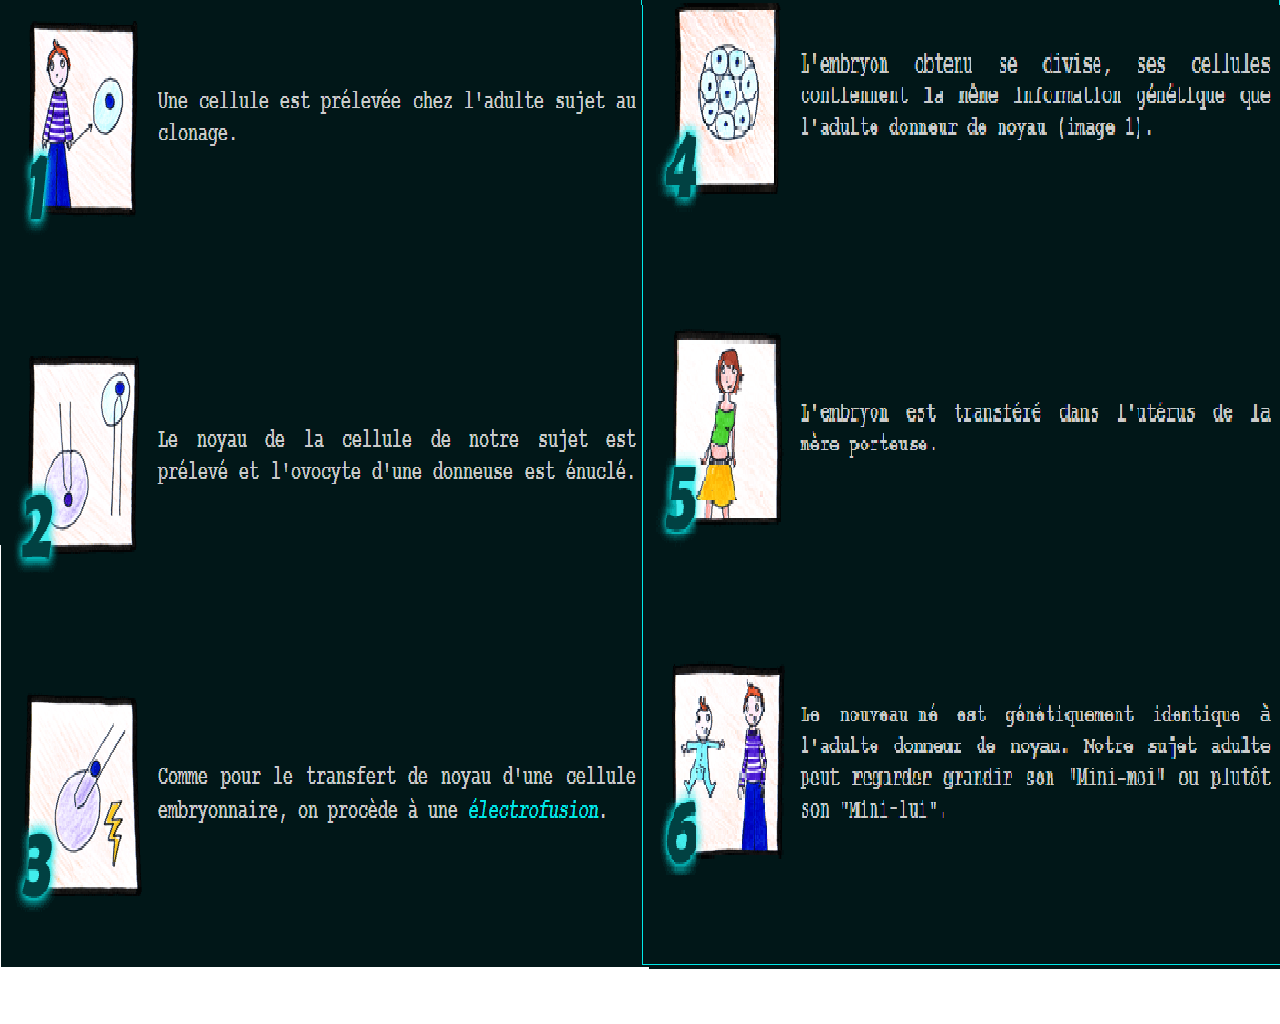 1
Une cellule est prélevée chez l'adulte sujet au
clonage.
2
Le noyau de la cellule de notre sujet est
prélevé et l'ovocyte d'une donneuse est énuclé.
3
Comme pour le transfert de noyau d'une cellule
embryonnaire, on procède à une électrofusion.
4
L'embryon obtenu se divise, ses cellules
contiennent la même information génétique que
l'adulte donneur de noyau (image 1).
5
L'embryon est transféré dans l'utérus de la
mère porteuse.
6
Le nouveau né est génétiquement identique à
l'adulte donneur de noyau. Notre sujet adulte
peut regarder grandir son "Mini-moi" ou plutôt
son "Mini-lui".